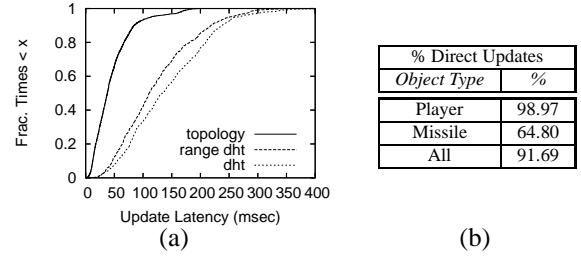 Frac. Times < x
1
0.8
0.6
0.4
0.2
0
topology
range dht
dht
0 50 100 150 200 250 300 350 400
Update Latency (msec)
(a)
% Direct Updates
Object Type %
Player 98.97
Missile 64.80
All 91.69
(b)